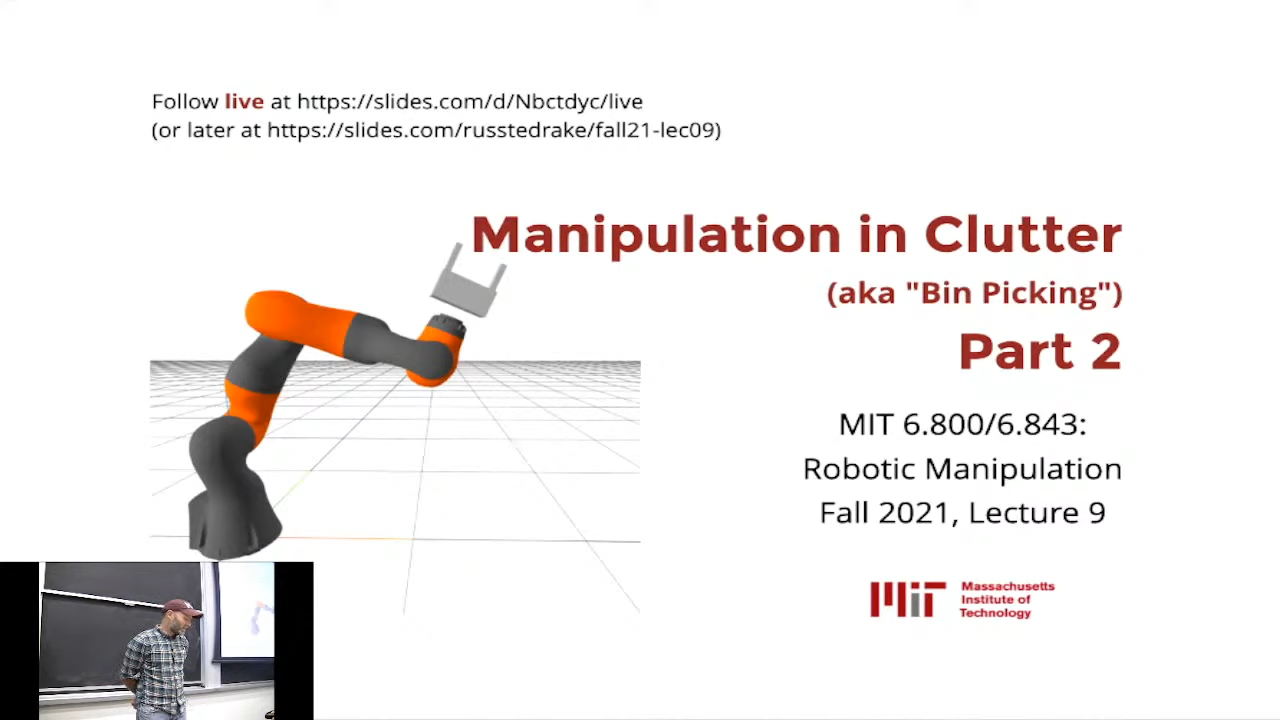 Follow live at https://slides.com/d/Nbctdyc/live
(or later at https://slides.com/russtedrake/fall21-lec09)
Manipulation in Clutter
(aka "Bin Picking")
Part 2
MIT 6.800/6.843:
Robotic Manipulation
Fall 2021, Lecture 9
MIT Massachusetts
Institute of
Technology